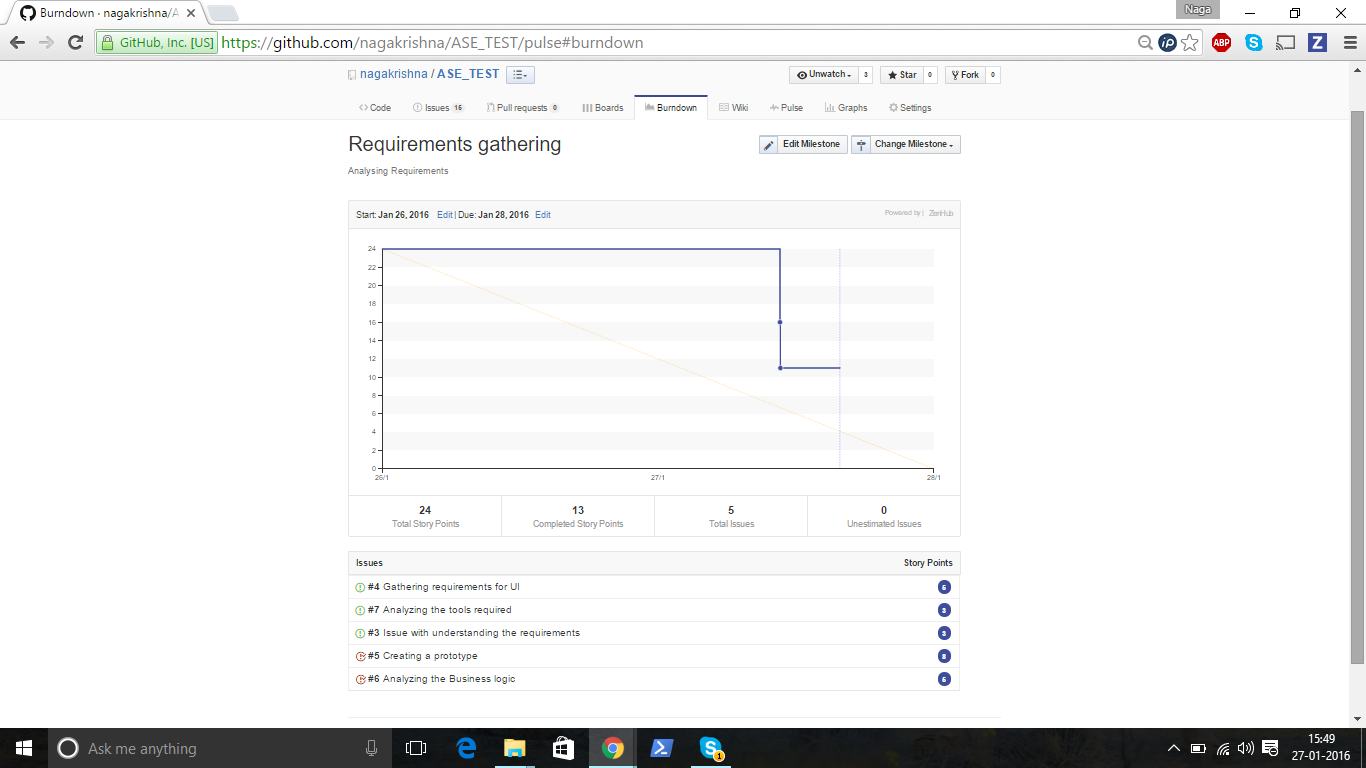 Burndown · nagakrishna/A
Naga
GitHub, Inc. [US] https://github.com/nagakrishna/ASE_TEST/pulse#burndown
ABP
nagakrishna / ASE_TEST
Unwatch 3 Star 0 Fork 0
Code Issues 16 Pull requests 0 Boards Burndown Wiki Pulse Graphs Settings
Requirements gathering
Edit Milestone Change Milestone
Analysing Requirements
Start: Jan 26, 2016 Edit | Due: Jan 28, 2016 Edit
Powered by | ZenHub
24
22
20
18
16
14
12
10
8
6
4
2
0
26/1 27/1 28/1
24 13 5 0
Total Story Points Completed Story Points Total Issues Unestimated Issues
Issues Story Points
#4 Gathering requirements for UI
#7 Analyzing the tools required 3
#3 Issue with understanding the requirements 3
#5 Creating a prototype 8
#6 Analyzing the Business logic
Ask me anything
1
15:49
27-01-2016